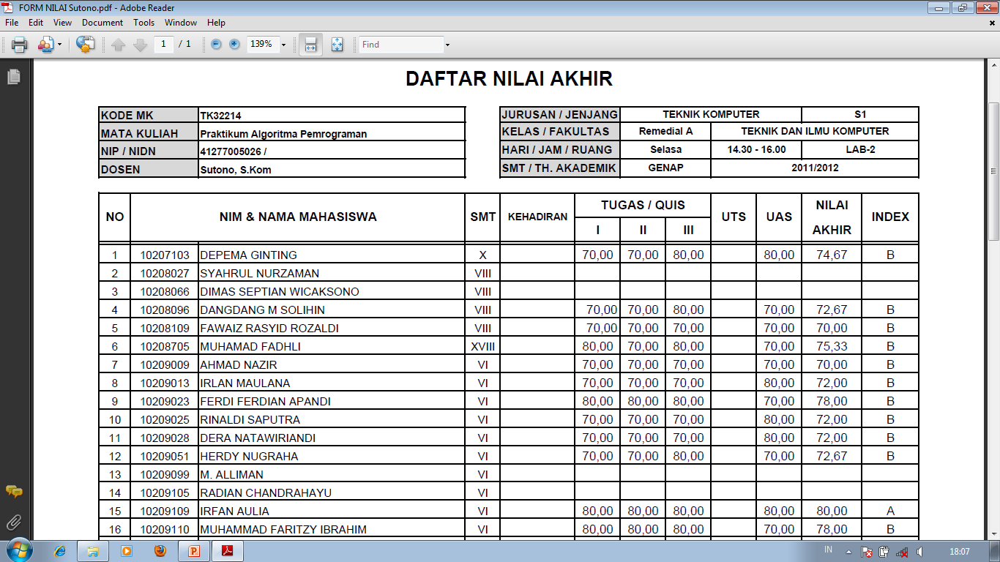 FORM NILAI Sutono.pdf - Adobe Reader
File Edit View Document Tools Window Help
1 / 1 139% Find
DAFTAR NILAI AKHIR
KODE MK TK32214 JURUSAN / JENJANG TEKNIK KOMPUTER S1
MATA KULIAH Praktikum Algoritma Pemrograman KELAS / FAKULTAS Remedial A TEKNIK DAN ILMU KOMPUTER
NIP / NIDN 41277005026 / HARI / JAM / RUANG Selasa 14.30 - 16.00 LAB-2
DOSEN Sutono, S.Kom SMT / TH. AKADEMIK GENAP 2011/2012
NO NIM & NAMA MAHASISWA SMT KEHADIRAN TUGAS / QUIS UTS UAS NILAI AKHIR INDEX
I II III
1 10207103 DEPEMA GINTING X 70,00 70,00 80,00 80,00 74,67 B
2 10208027 SYAHRUL NURZAMAN VIII
3 10208066 DIMAS SEPTIAN WICAKSONO VIII
4 10208096 DANGDANG M SOLIHIN VIII 70,00 70,00 80,00 70,00 72,67 B
5 10208109 FAWAIZ RASYID ROZALDI VIII 70,00 70,00 70,00 70,00 70,00 B
6 10208705 MUHAMAD FADHLI XVIII 80,00 70,00 80,00 70,00 75,33 B
7 10209009 AHMAD NAZIR VI 70,00 70,00 70,00 70,00 70,00 B
8 10209013 IRLAN MAULANA VI 70,00 70,00 70,00 80,00 72,00 B
9 10209023 FERDI FERDIAN APANDI VI 80,00 80,00 80,00 70,00 78,00 B
10 10209025 RINALDI SAPUTRA VI 70,00 70,00 70,00 80,00 72,00 B
11 10209028 DERA NATAWIRIANDI VI 70,00 70,00 70,00 80,00 72,00 B
12 10209051 HERDY NUGRAHA VI 70,00 70,00 80,00 70,00 72,67 B
13 10209099 M. ALLIMAN VI
14 10209105 RADIAN CHANDRAHAYU VI
15 10209109 IRFAN AULIA VI 80,00 80,00 80,00 80,00 80,00 A
16 10209110 MUHAMMAD FARITZY IBRAHIM VI 80,00 80,00 80,00 70,00 78,00 B
IN 18:07